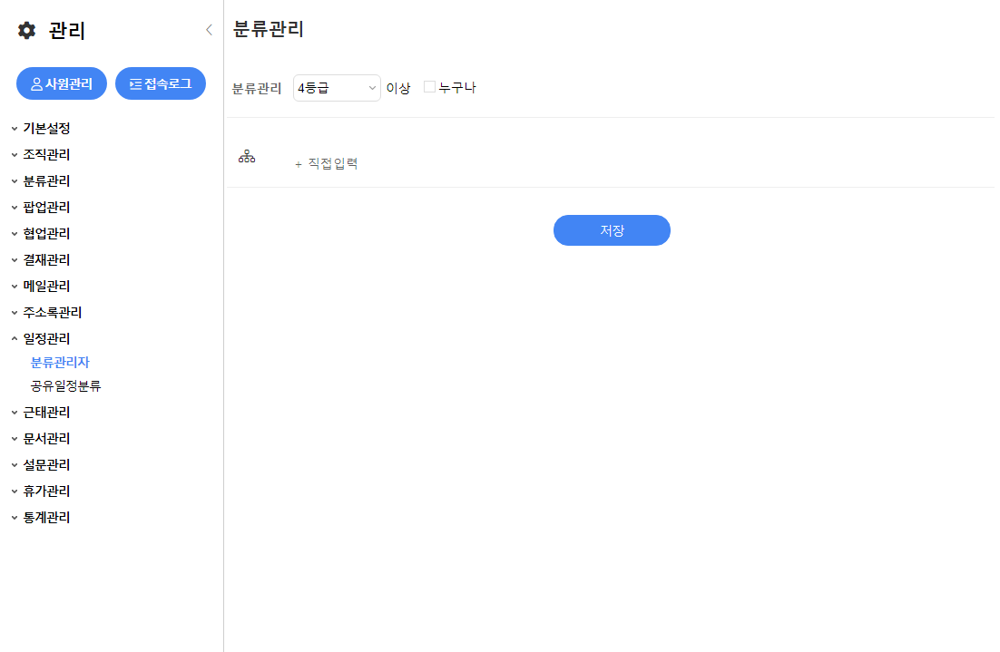 관리
사원관리 접속로그
기본설정
조직관리
분류관리
팝업관리
협업관리
결재관리
메일관리
주소록관리
일정관리
분류관리자
공유일정분류
근태관리
문서관리
설문관리
휴가관리
통계관리
분류관리
분류관리 4등급 이상 누구나
+ 직접입력
저장